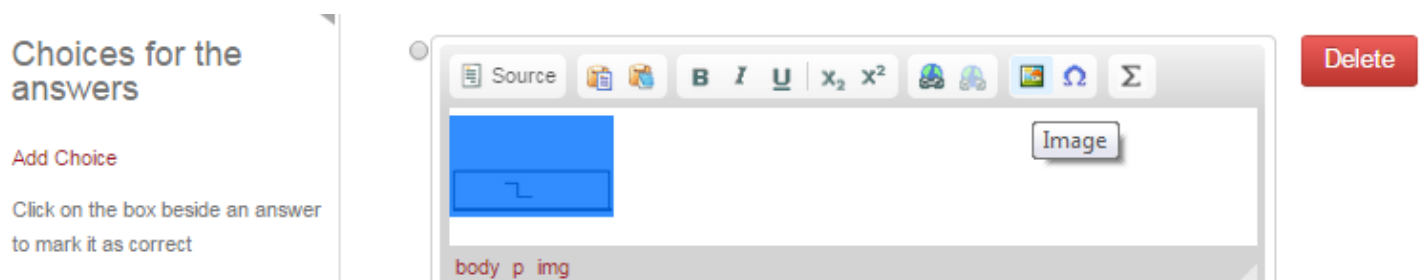 Choices for the
answers
Add Choice
Click on the box beside an answer
to mark it as correct
Source B I U x₂ x² Ω Σ
Image
body p img
Delete